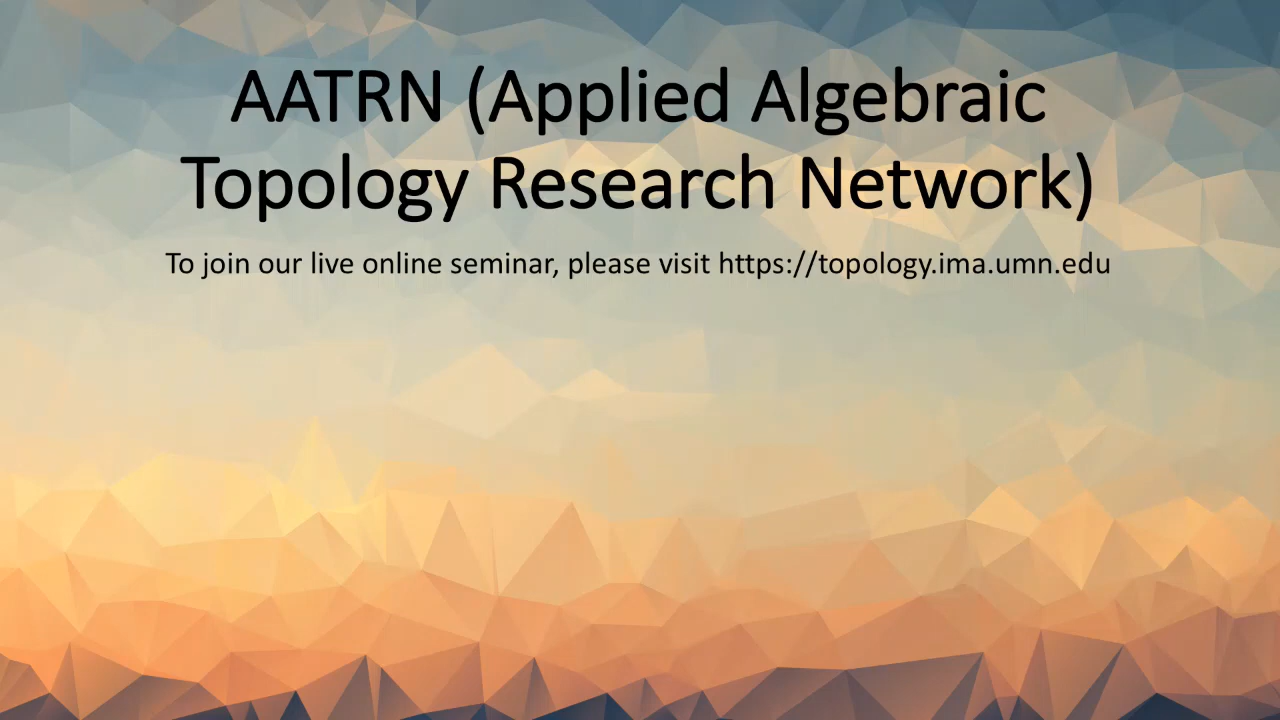 AATRN (Applied Algebraic
Topology Research Network)
To join our live online seminar, please visit https://topology.ima.umn.edu